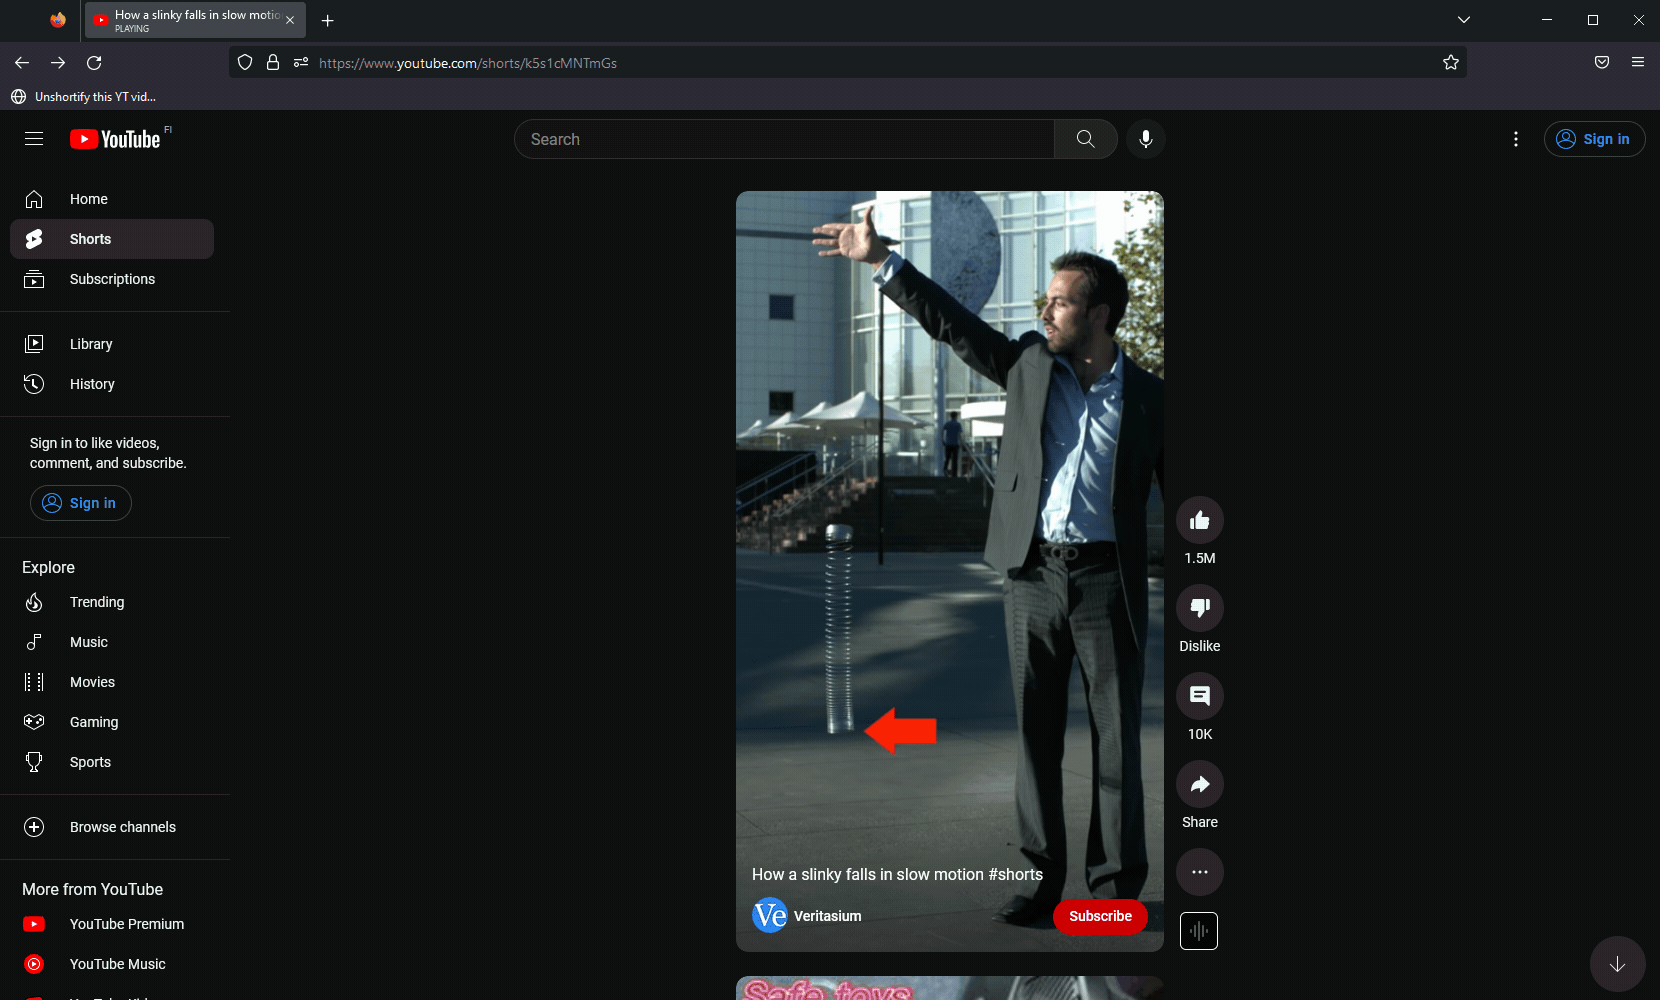 How a slinky falls in slow motio
PLAYING
https://www.youtube.com/shorts/k5s1cMNTmGs
Unshortify this YT vid...
YouTube FI
Search
Sign in
Home
Shorts
Subscriptions
Library
History
Sign in to like videos,
comment, and subscribe.
Sign in
Explore
Trending
Music
Movies
Gaming
Sports
Browse channels
More from YouTube
YouTube Premium
YouTube Music
1.5M
Dislike
10K
Share
How a slinky falls in slow motion #shorts
Ve Veritasium
Subscribe
Safe toys